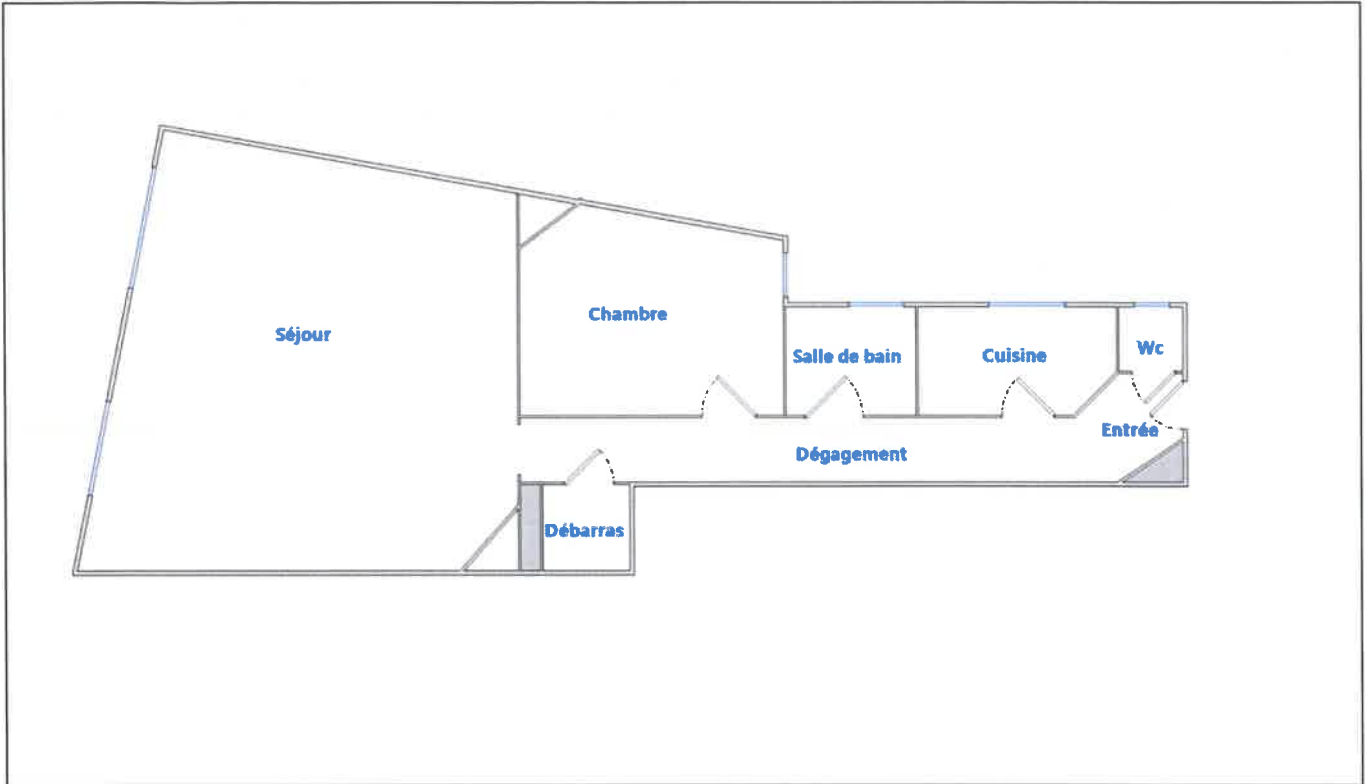 Séjour
Chambre
Salle de bain
Cuisine
Wc
Entrée
Dégagement
Débarras